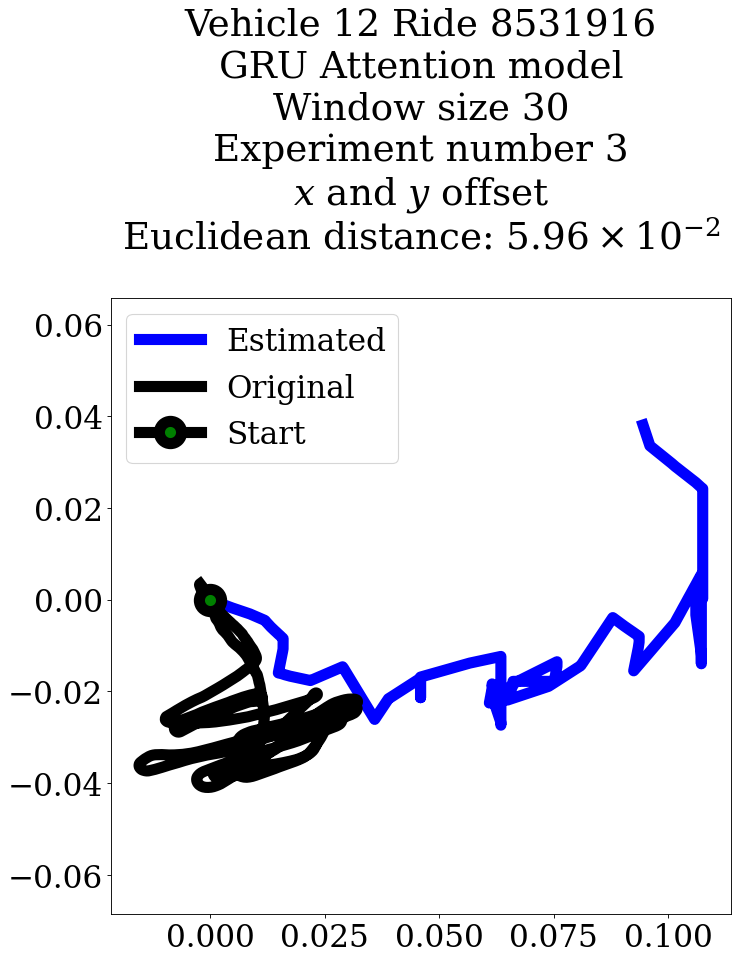 Vehicle 12 Ride 8531916
GRU Attention model
Window size 30
Experiment number 3
x and y offset
Euclidean distance: 5.96 × 10⁻²
Estimated
Original
Start
0.06
0.04
0.02
0.00
−0.02
−0.04
−0.06
0.000 0.025 0.050 0.075 0.100